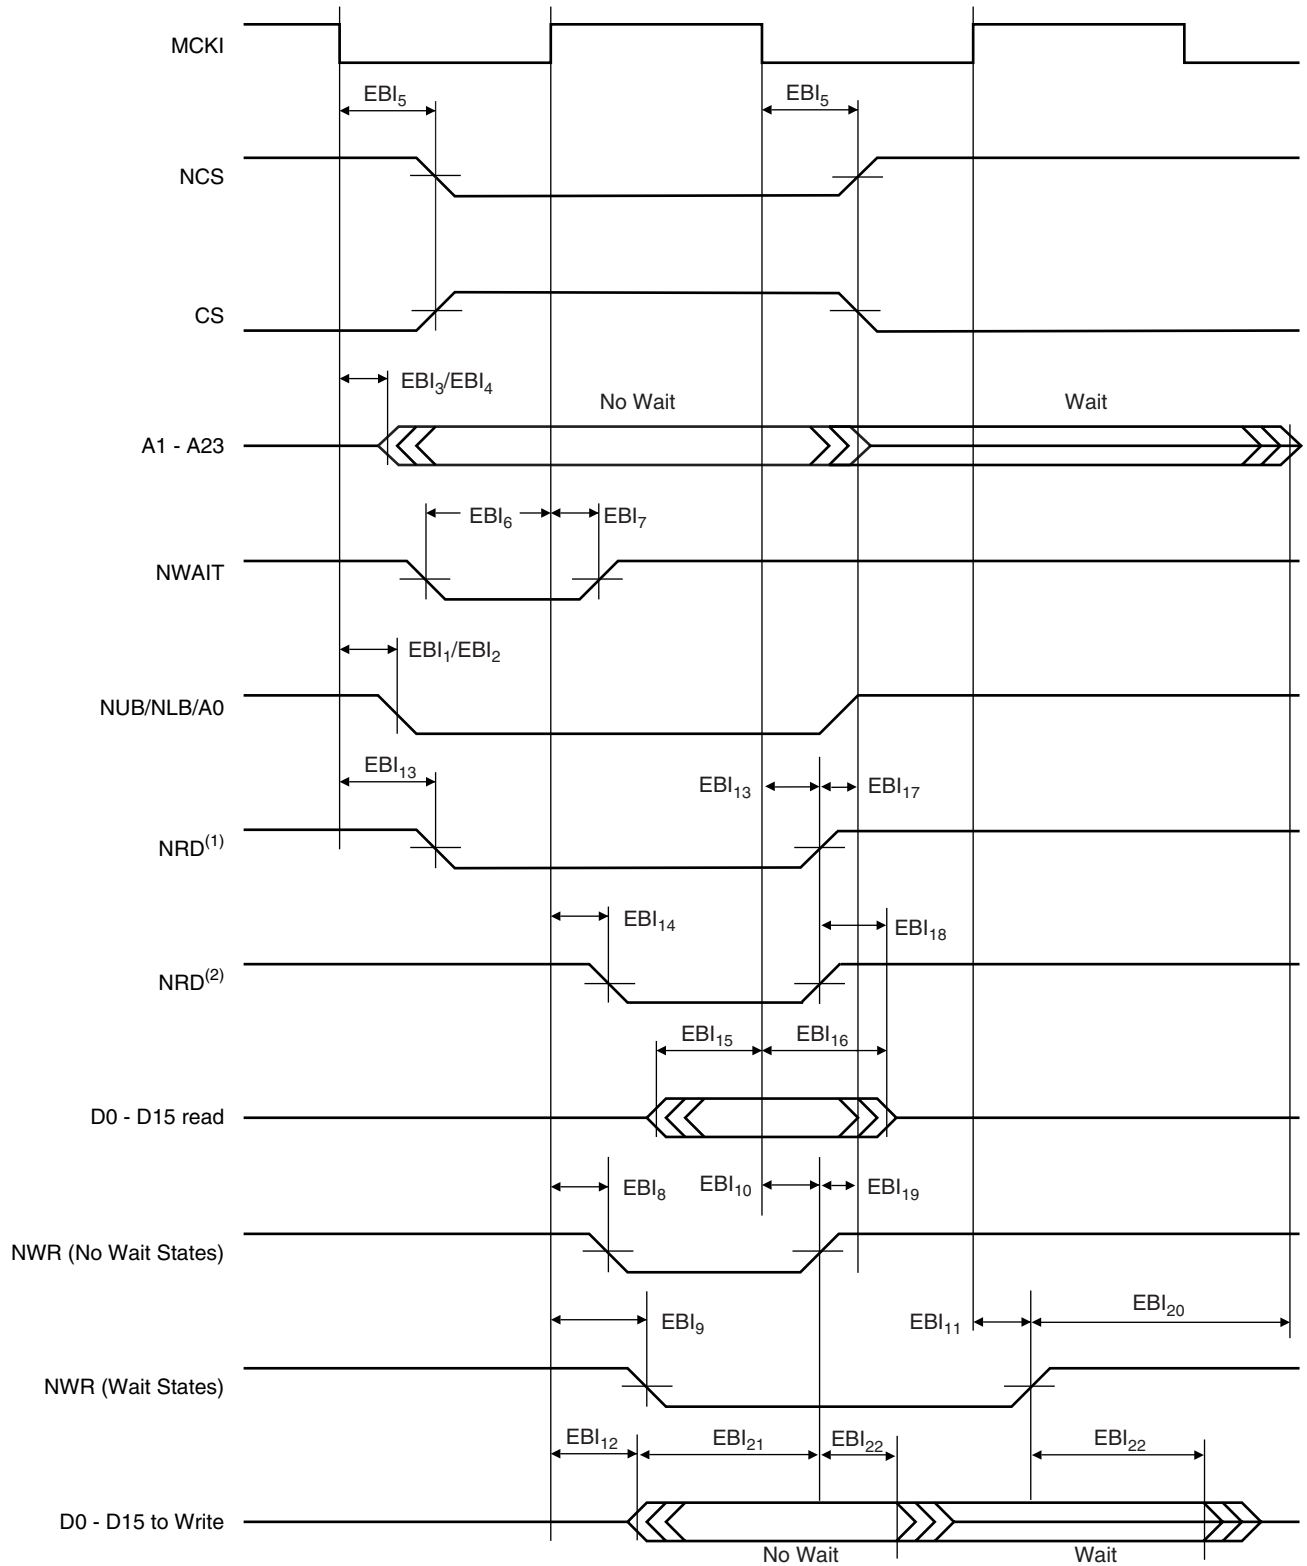 MCKI
EBI5 EBI5
NCS
CS
EBI3/EBI4
No Wait Wait
A1 - A23
EBI6 EBI7
NWAIT
EBI1/EBI2
NUB/NLB/A0
EBI13 EBI13 EBI17
NRD(1)
EBI14 EBI18
NRD(2)
EBI15 EBI16
D0 - D15 read
EBI8 EBI10 EBI19
NWR (No Wait States)
EBI9 EBI11 EBI20
NWR (Wait States)
EBI12 EBI21 EBI22 EBI22
D0 - D15 to Write
No Wait Wait